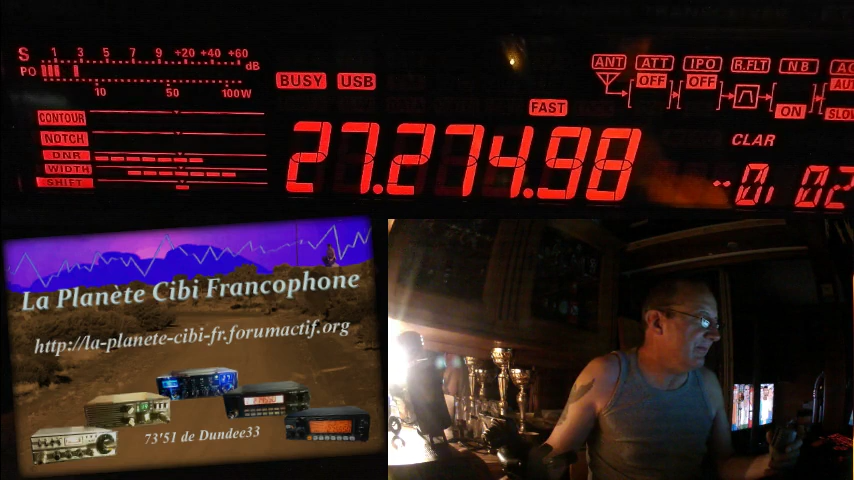 S 1 3 5 7 9 +20 +40 +60 dB
PO
10 50 100W
BUSY USB
ANT ATT IPO R.FLT NB
OFF OFF AUT
ON SLOW
FAST
CONTOUR
NOTCH
DNR
WIDTH
SHIFT
27.274.98
CLAR
-0.02
La Planète Cibi Francophone
http://la-planete-cibi-fr.forumactif.org
73'51 de Dundee33